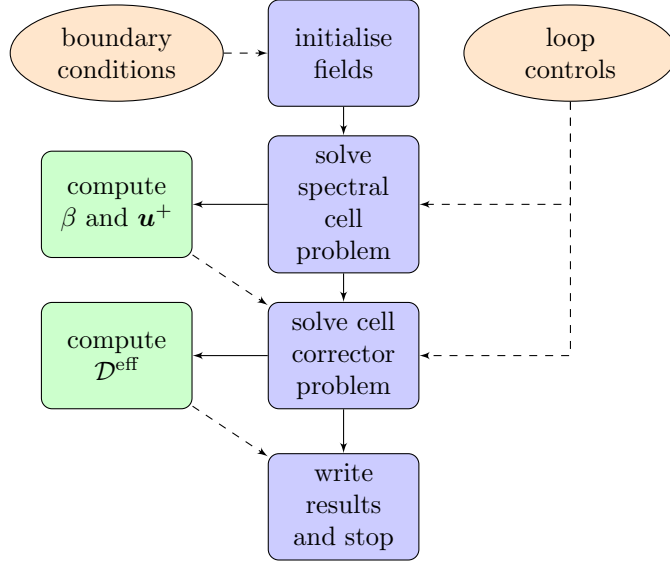 boundary
conditions
initialise
fields
loop
controls
solve
spectral
cell
problem
compute
β and 𝒖⁺
solve cell
corrector
problem
compute
𝒟ᵉᶠᶠ
write
results
and stop